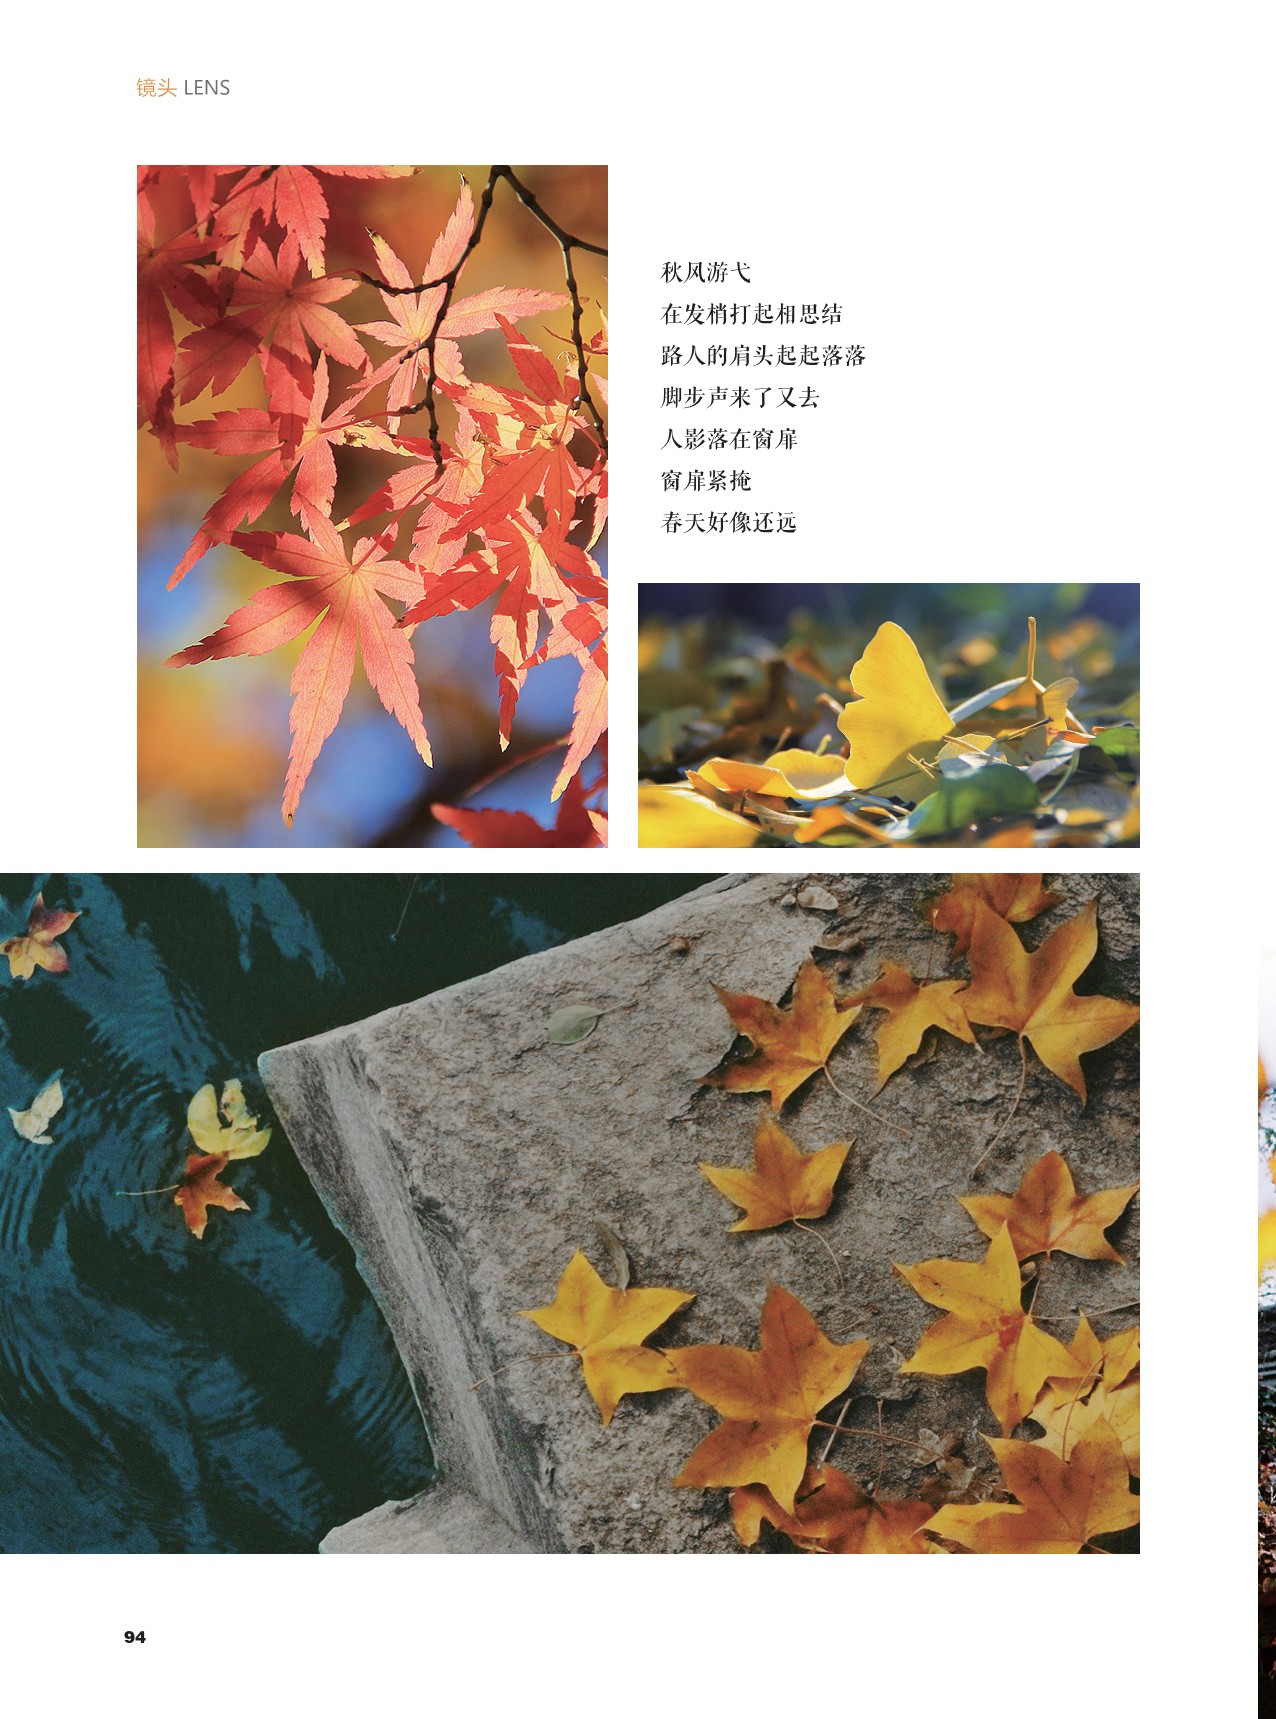 镜头 LENS
秋风游弋
在发梢打起相思结
路人的肩头起起落落
脚步声来了又去
人影落在窗扉
窗扉紧掩
春天好像还远
94